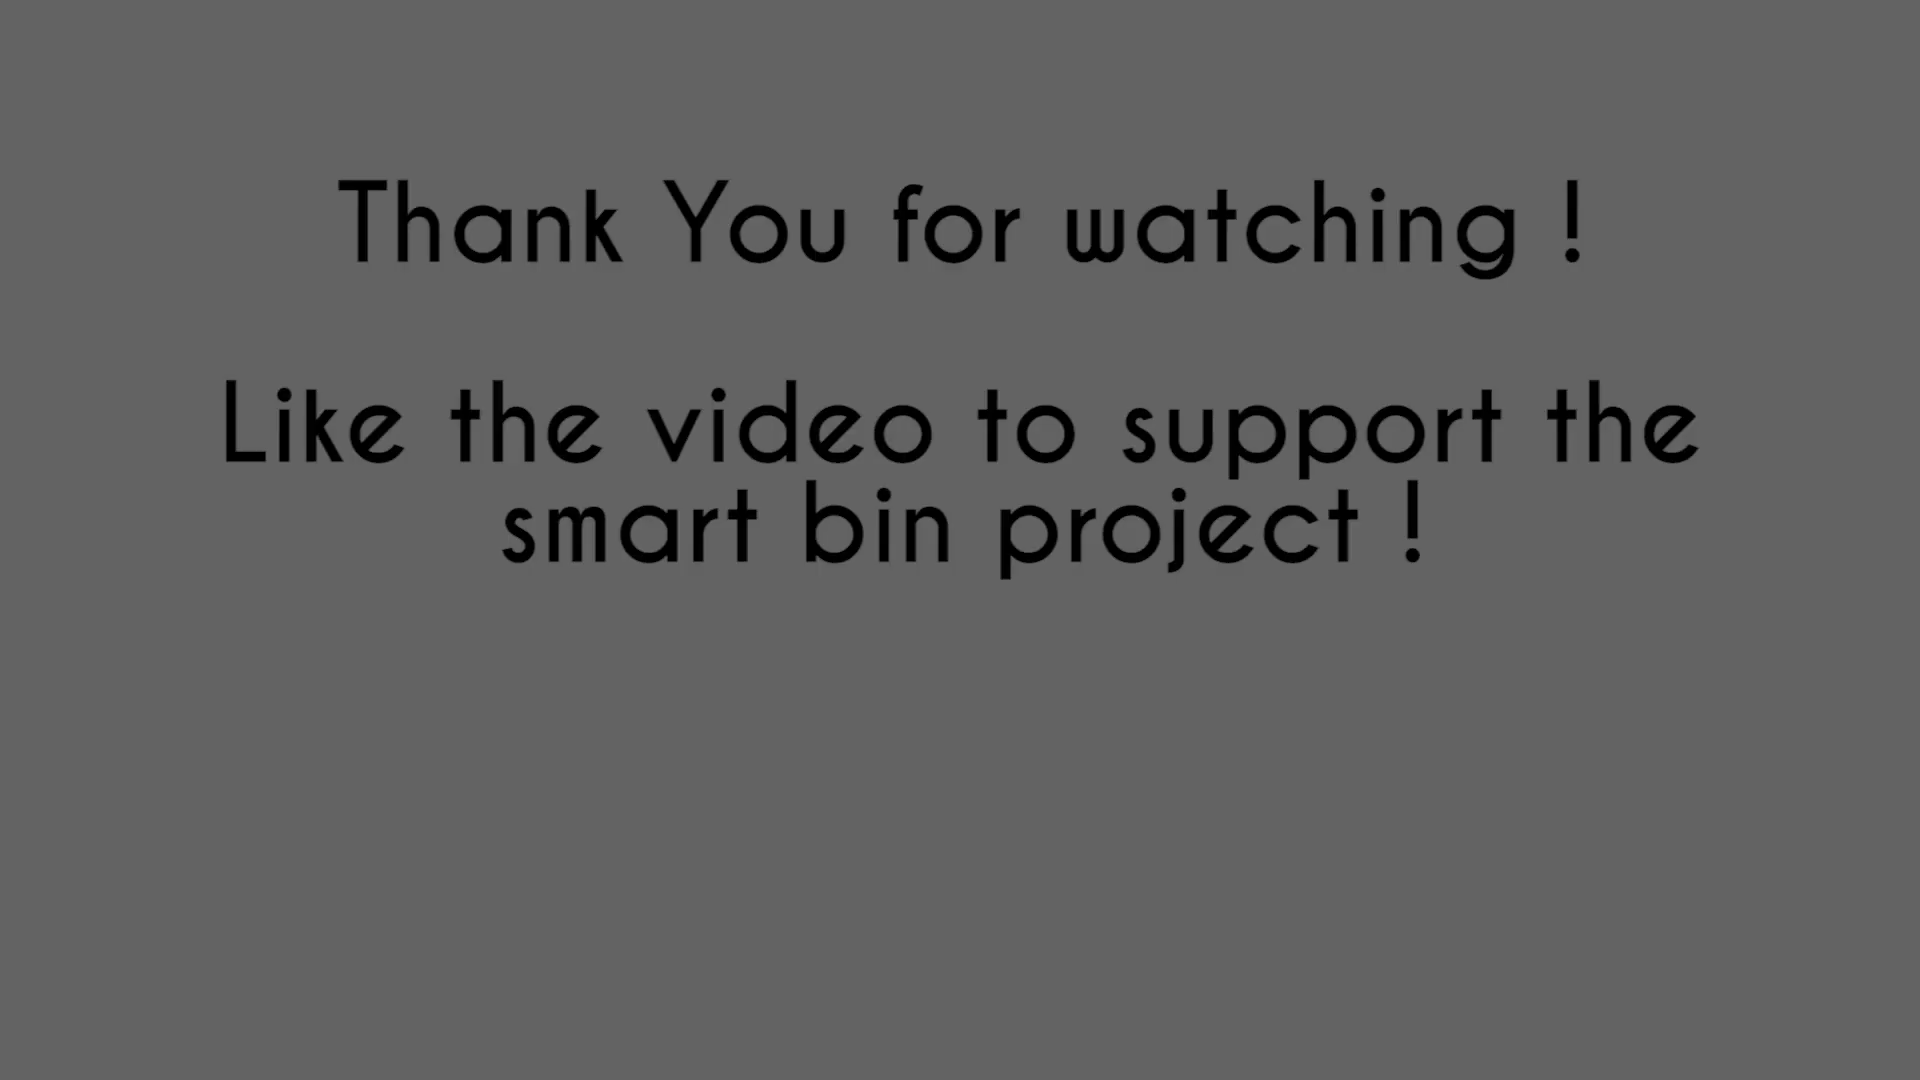 Thank You for watching !
Like the video to support the
smart bin project !